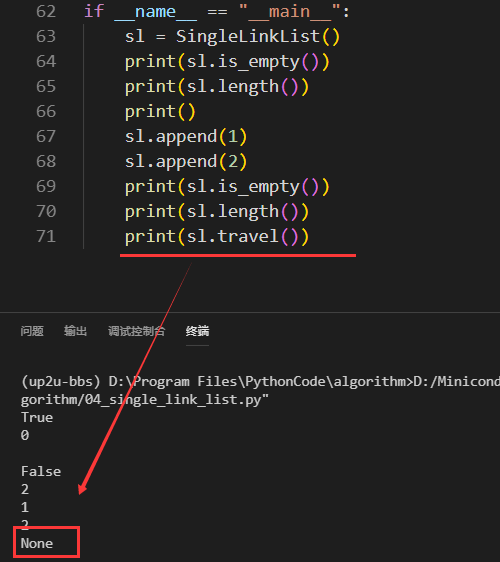 62 if __name__ == "__main__":
63 sl = SingleLinkList()
64 print(sl.is_empty())
65 print(sl.length())
66 print()
67 sl.append(1)
68 sl.append(2)
69 print(sl.is_empty())
70 print(sl.length())
71 print(sl.travel())
问题 输出 调试控制台 终端
(up2u-bbs) D:\Program Files\PythonCode\algorithm>D:/Minicond
gorithm/04_single_link_list.py"
True
0
False
2
1
2
None